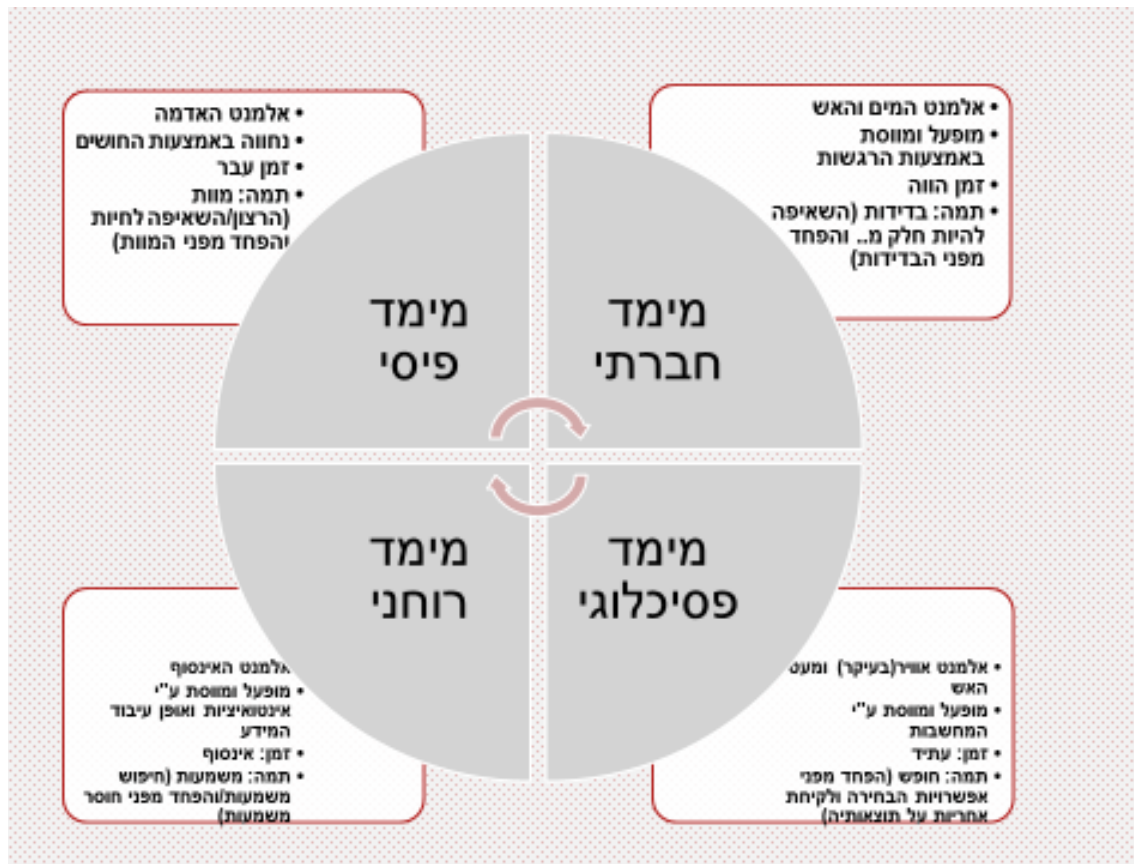 • אלמנט המים והאש
• מופעל ומווסת
באמצעות הרגשות
• זמן הווה
• תמה: בדידות (השאיפה
להיות חלק מ.. והפחד
מפני הבדידות)
• אלמנט האדמה
• נחווה באמצעות החושים
• זמן עבר
• תמה: מוות
(הרצון/השאיפה לחיות
והפחד מפני המוות)
מימד
חברתי
מימד
פיסי
מימד
פסיכלוגי
מימד
רוחני
• אלמנט אוויר(בעיקר) ומעט
האש
• מופעל ומווסת ע"י
המחשבות
• זמן: עתיד
• תמה: חופש (הפחד מפני
אפשרויות הבחירה ולקיחת
אחריות על תוצאותיה)
אלמנט האינסוף
• מופעל ומווסת ע"י
אינטואיציות ואופן עיבוד
המידע
• זמן: אינסוף
• תמה: משמעות (חיפוש
משמעות/והפחד מפני חוסר
משמעות)